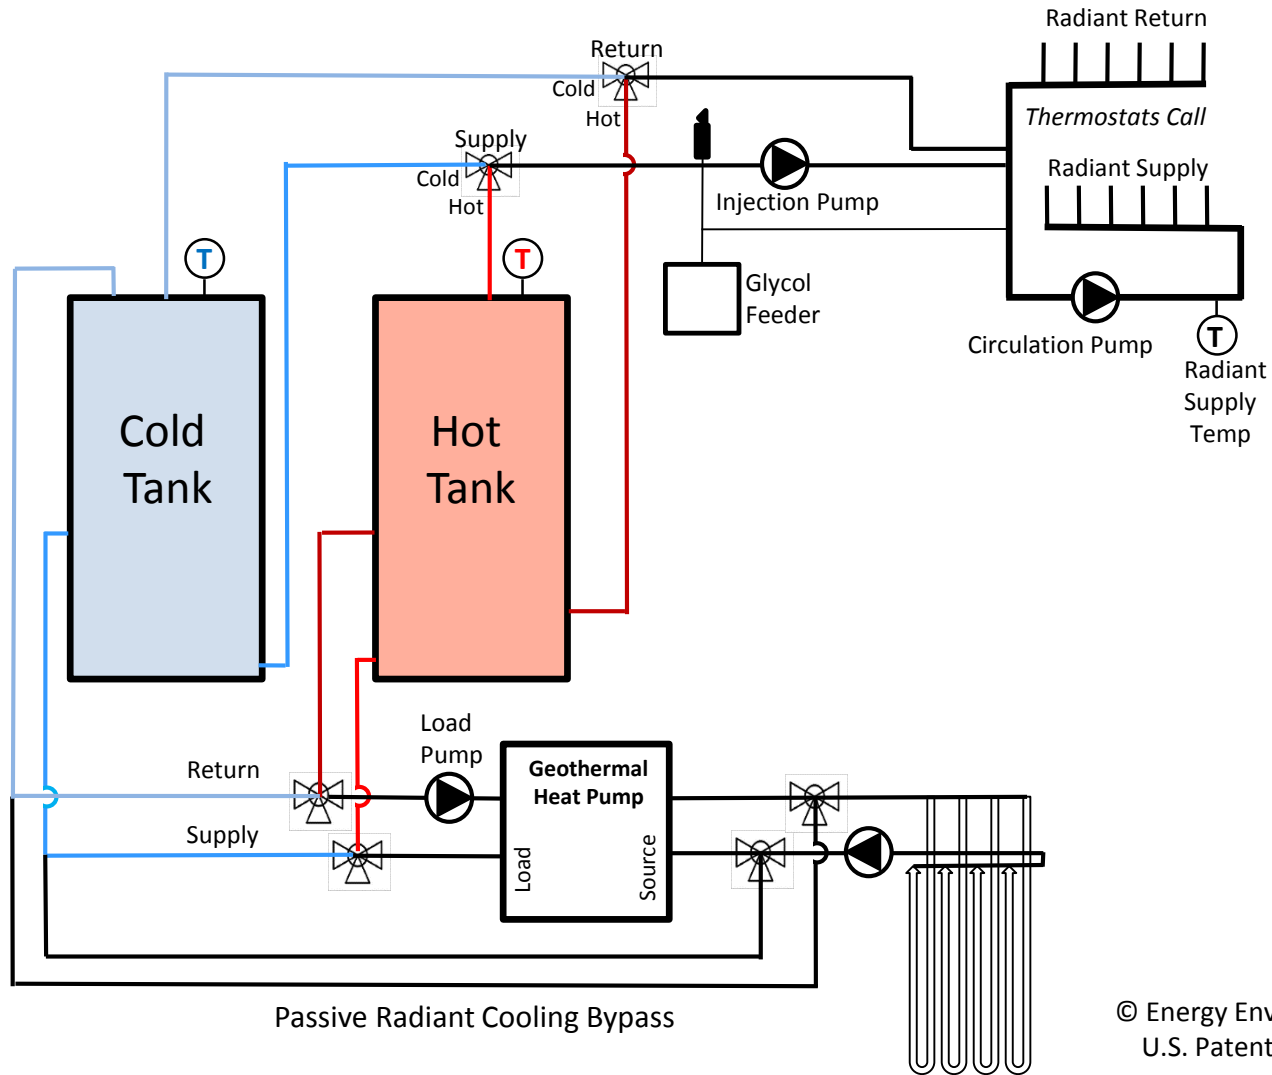 Radiant Return
Return
Cold
Hot
Thermostats Call
Supply
Cold
Hot
Radiant Supply
Injection Pump
T
T
Glycol
Feeder
Circulation Pump
T
Radiant
Supply
Temp
Cold
Tank
Hot
Tank
Load
Pump
Return
Supply
Geothermal
Heat Pump
Load
Source
Passive Radiant Cooling Bypass
© Energy Env
U.S. Patent